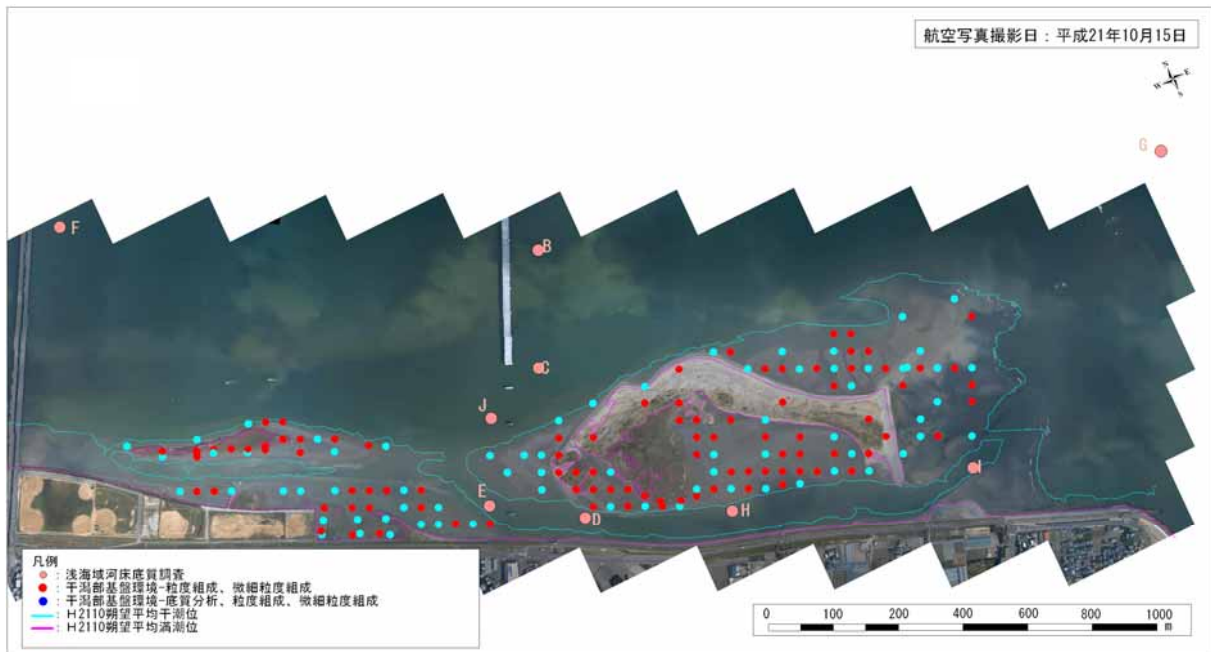 航空写真撮影日：平成21年10月15日
S
W E
S
G
F
B
C
J
E
D
H
I
凡例
：浅海域河床底質調査
：干潟部基盤環境-粒度組成、微細粒度組成
：干潟部基盤環境-底質分析、粒度組成、微細粒度組成
：H2110朔望平均干潮位
：H2110朔望平均満潮位
0 200 400 600 800 1000
m